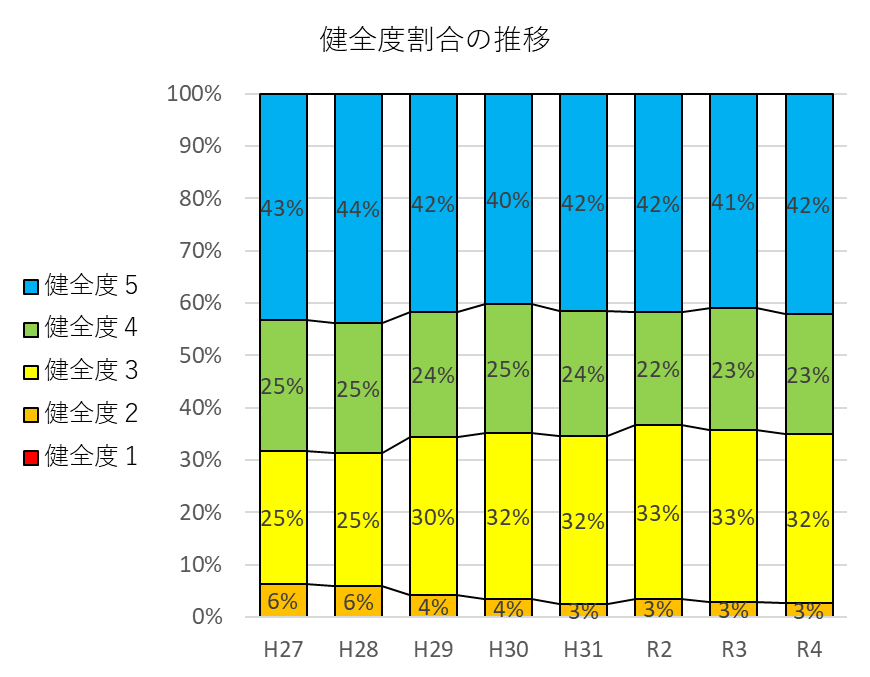 健全度割合の推移
100%
90%
80%
70%
60%
50%
40%
30%
20%
10%
0%
健全度５
健全度４
健全度３
健全度２
健全度１
43% 44% 42% 40% 42% 42% 41% 42%
25% 25% 24% 25% 24% 22% 23% 23%
25% 25% 30% 32% 32% 33% 33% 32%
6% 6% 4% 4% 3% 3% 3% 3%
H27 H28 H29 H30 H31 R2 R3 R4